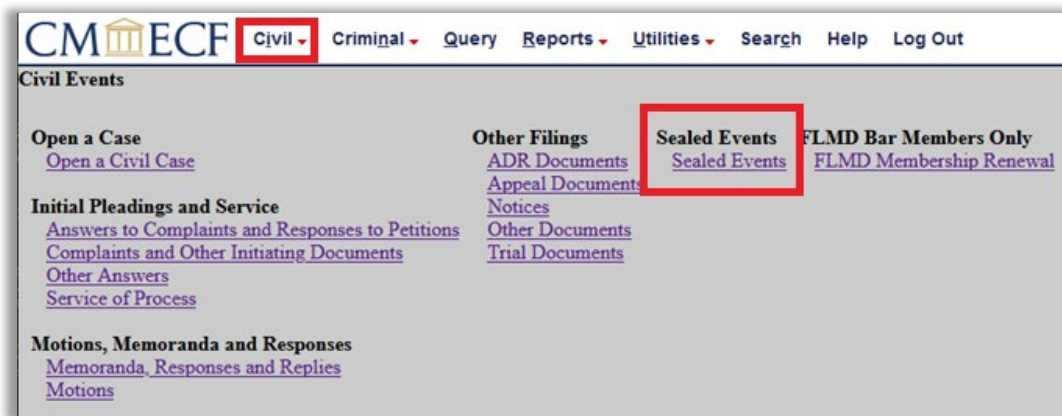 CM ECF Civil Criminal Query Reports Utilities Search Help Log Out
Civil Events
Open a Case
Open a Civil Case
Initial Pleadings and Service
Answers to Complaints and Responses to Petitions
Complaints and Other Initiating Documents
Other Answers
Service of Process
Motions, Memoranda and Responses
Memoranda, Responses and Replies
Motions
Other Filings
ADR Documents
Appeal Documents
Notices
Other Documents
Trial Documents
Sealed Events
Sealed Events
FLMD Bar Members Only
FLMD Membership Renewal